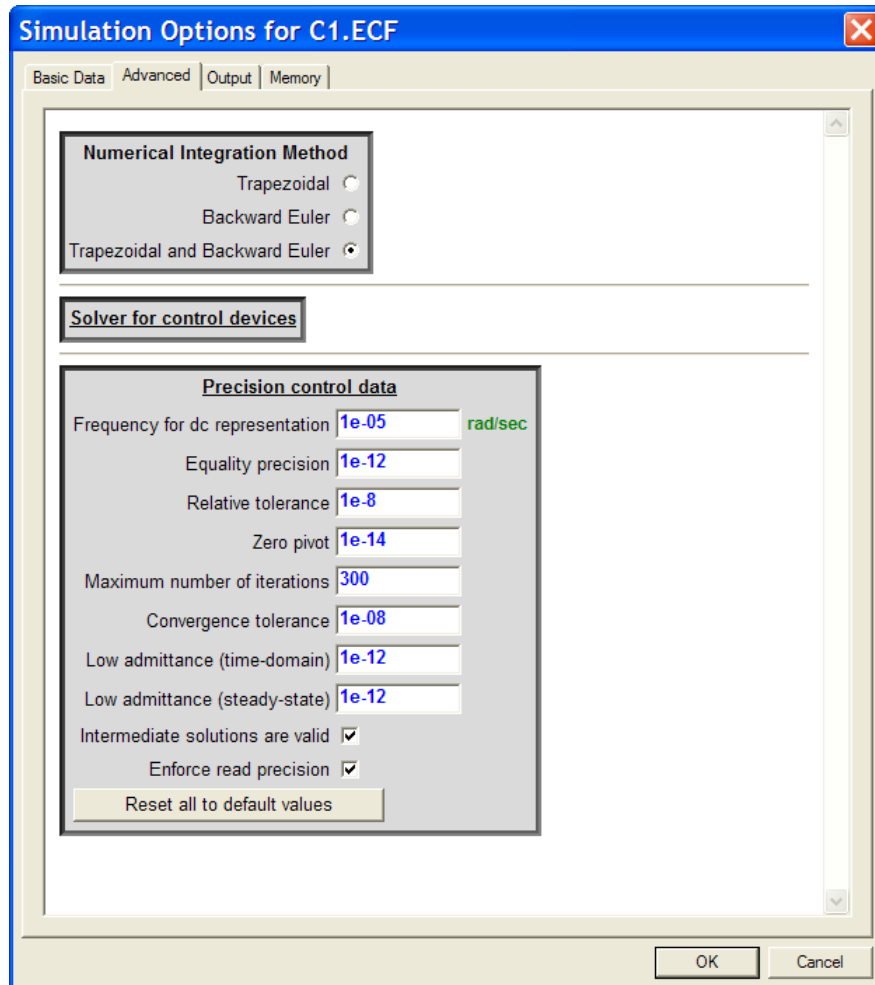 Simulation Options for C1.ECF
Basic Data Advanced Output Memory
Numerical Integration Method
Trapezoidal
Backward Euler
Trapezoidal and Backward Euler
Solver for control devices
Precision control data
Frequency for dc representation 1e-05 rad/sec
Equality precision 1e-12
Relative tolerance 1e-8
Zero pivot 1e-14
Maximum number of iterations 300
Convergence tolerance 1e-08
Low admittance (time-domain) 1e-12
Low admittance (steady-state) 1e-12
Intermediate solutions are valid
Enforce read precision
Reset all to default values
OK Cancel